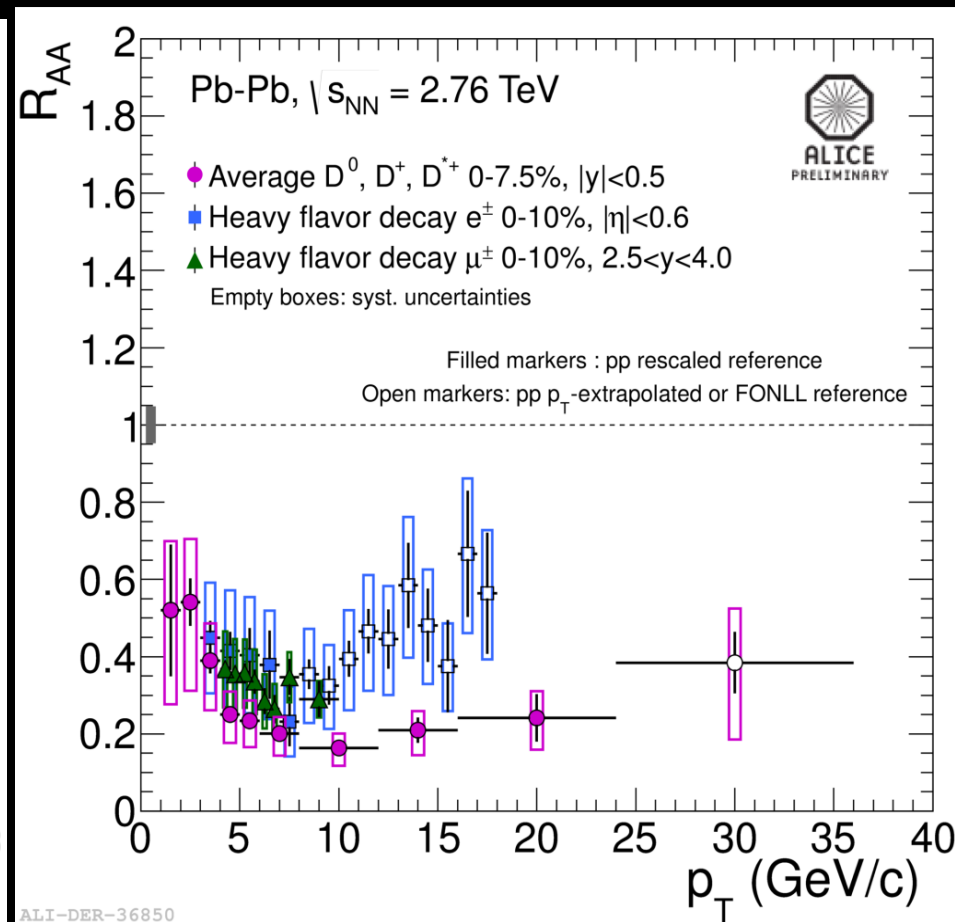 R_AA
2
1.8
1.6
1.4
1.2
1
0.8
0.6
0.4
0.2
0
Pb-Pb, √s_NN = 2.76 TeV
ALICE
PRELIMINARY
Average D^0, D^+, D^*+ 0-7.5%, |y|<0.5
Heavy flavor decay e^± 0-10%, |η|<0.6
Heavy flavor decay μ^± 0-10%, 2.5<y<4.0
Empty boxes: syst. uncertainties
Filled markers : pp rescaled reference
Open markers: pp p_T-extrapolated or FONLL reference
0 5 10 15 20 25 30 35 40
p_T (GeV/c)
ALI-DER-36850